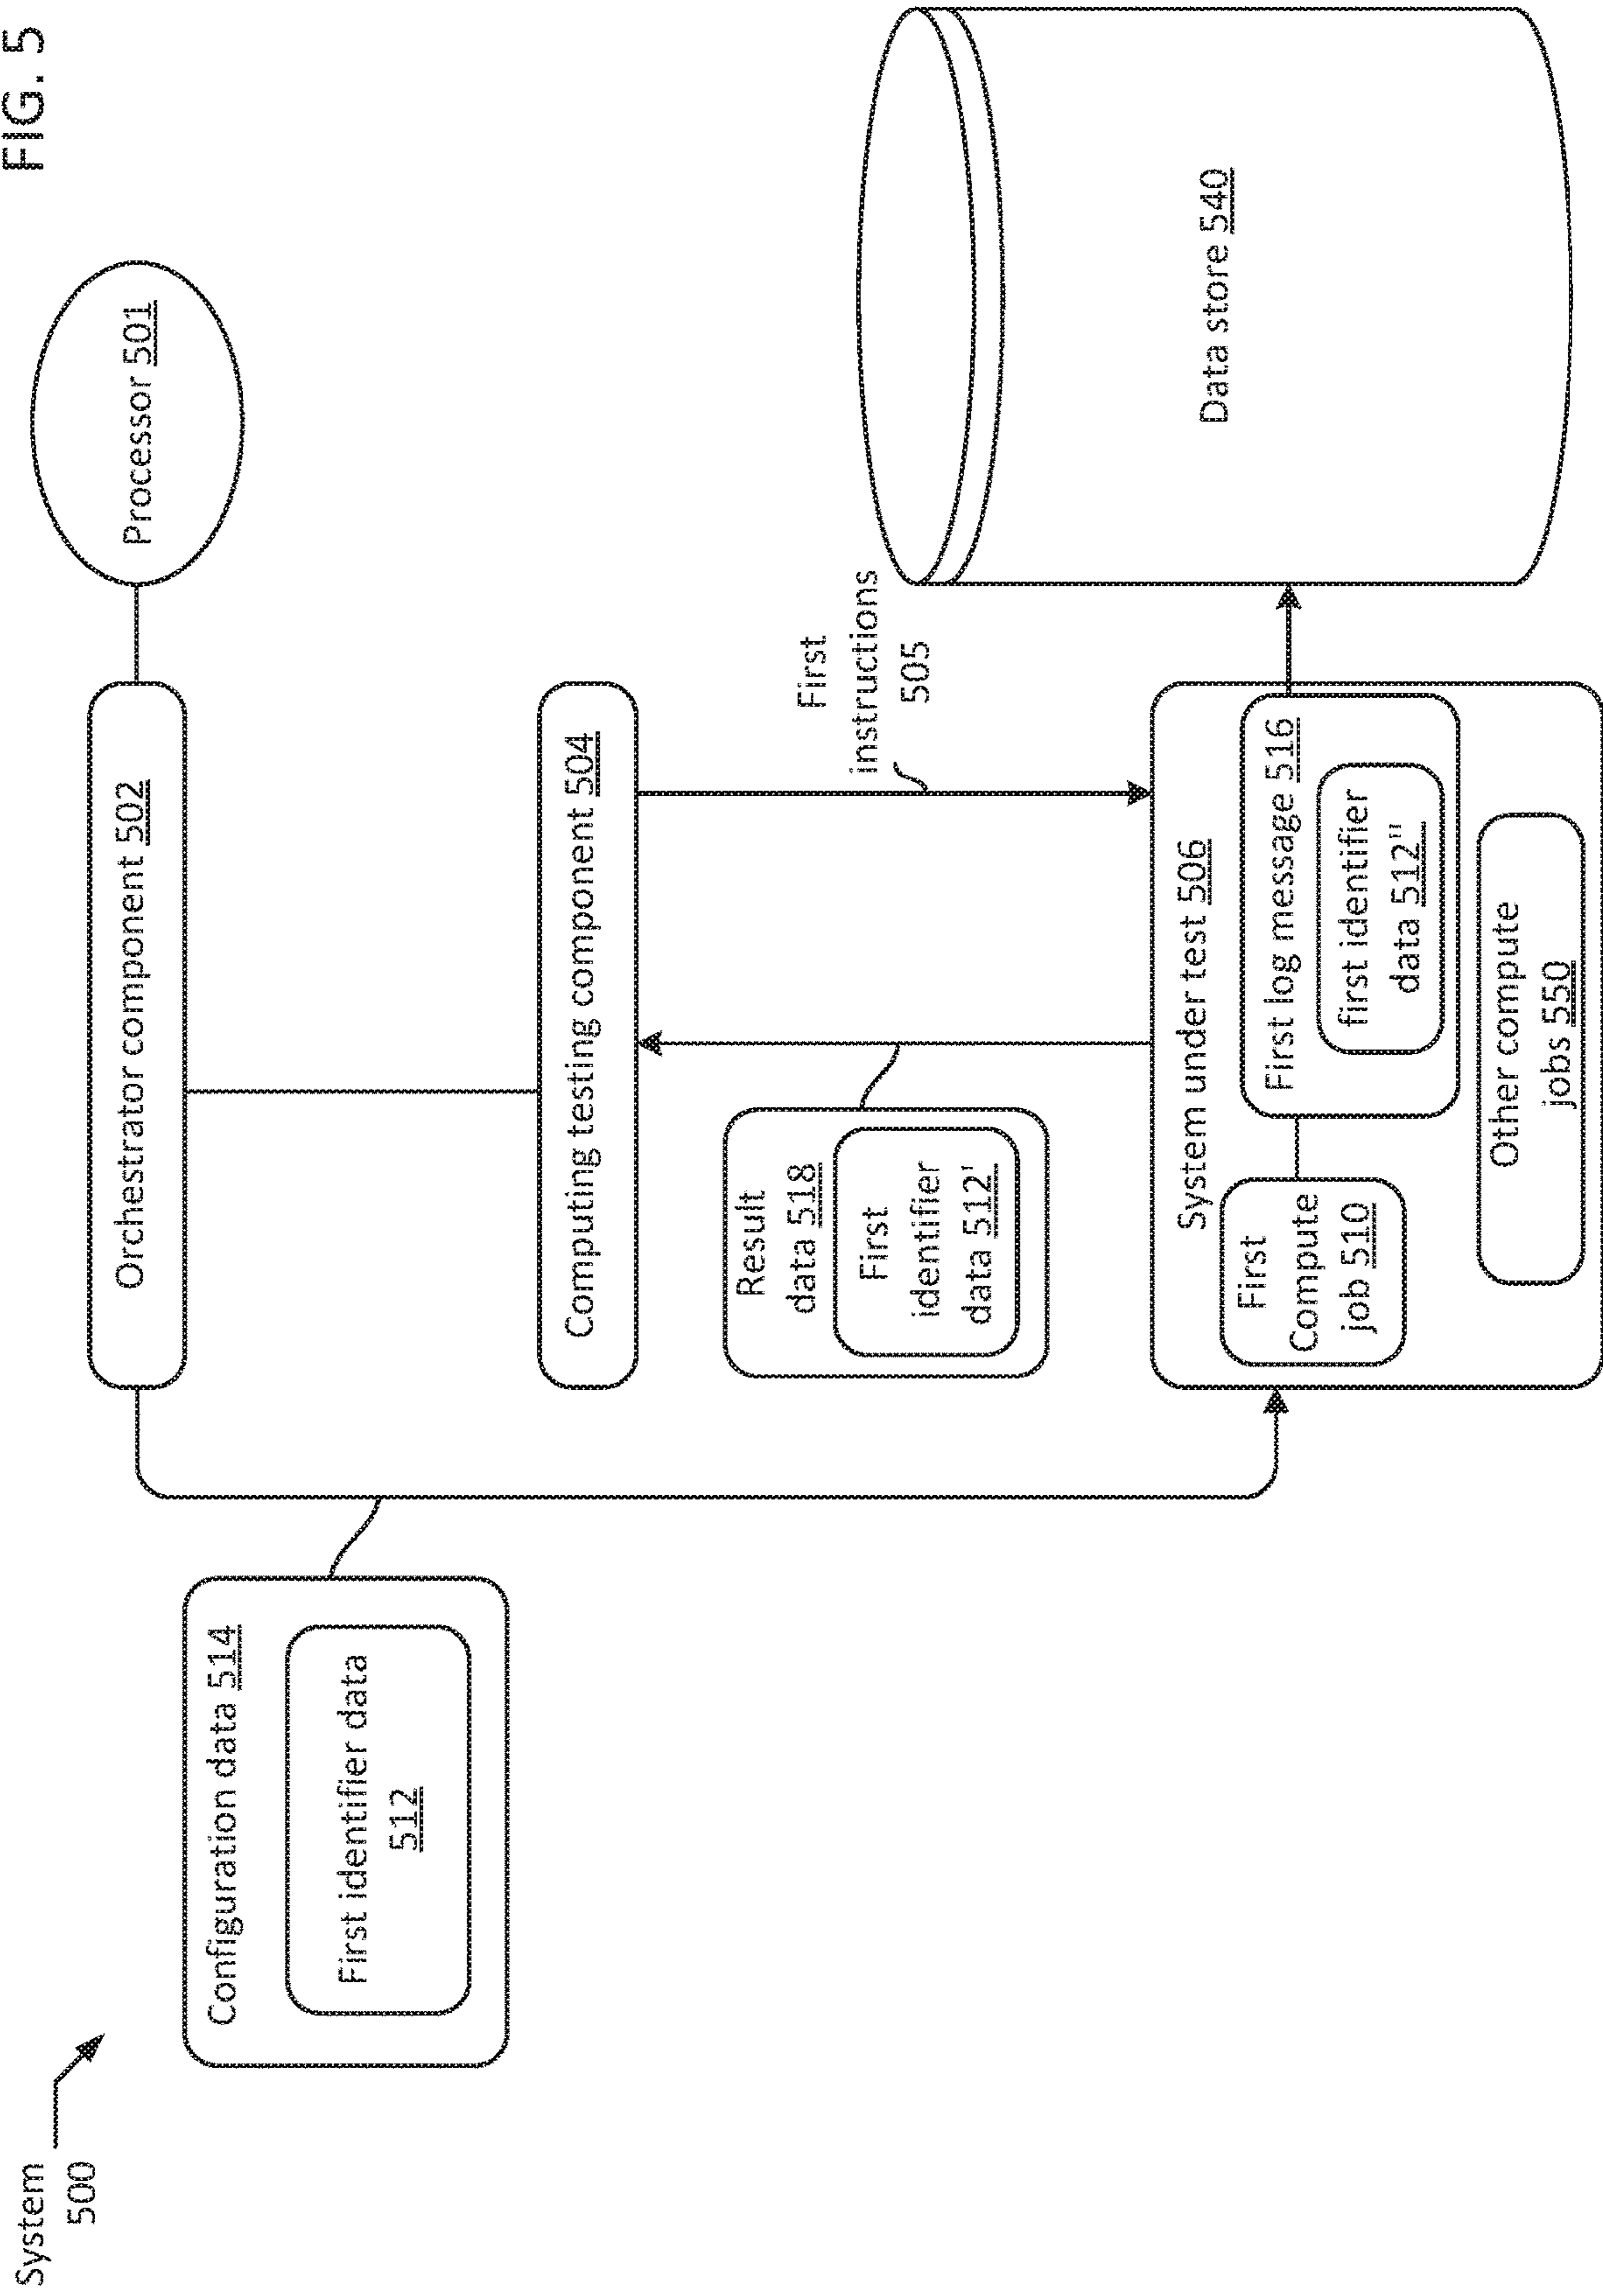 FIG. 5
System
500
Processor 501
Orchestrator component 502
Configuration data 514
First identifier data
512
Computing testing component 504
First
instructions
505
Result
data 518
First
identifier
data 512'
System under test 506
First
Compute
job 510
First log message 516
first identifier
data 512''
Other compute
jobs 550
Data store 540